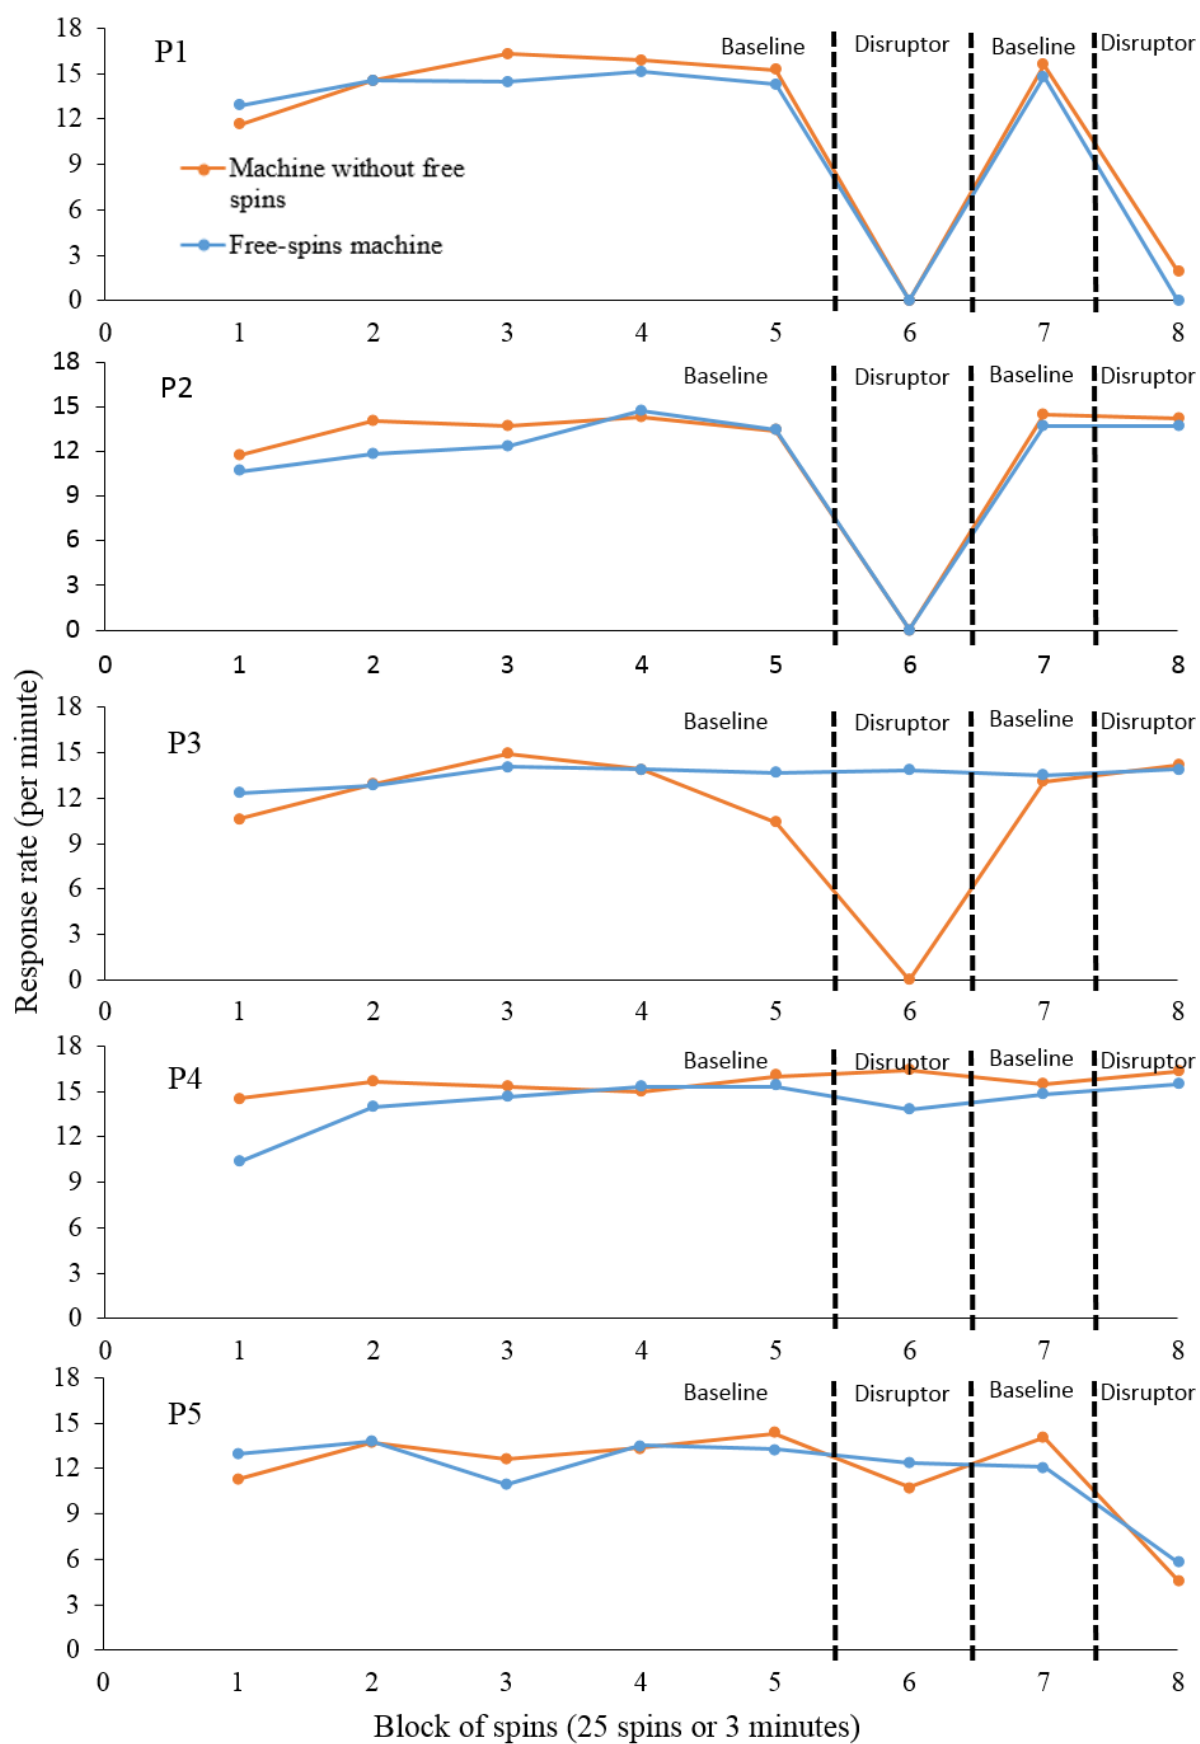 18
P1
Baseline
Disruptor
Baseline
Disruptor
15
12
9
Machine without free
spins
6
Free-spins machine
3
0
0 1 2 3 4 5 6 7 8
18
P2
Baseline
Disruptor
Baseline
Disruptor
15
12
9
6
3
0
0 1 2 3 4 5 6 7 8
Response rate (per minute)
18
P3
Baseline
Disruptor
Baseline
Disruptor
15
12
9
6
3
0
0 1 2 3 4 5 6 7 8
18
P4
Baseline
Disruptor
Baseline
Disruptor
15
12
9
6
3
0
0 1 2 3 4 5 6 7 8
18
P5
Baseline
Disruptor
Baseline
Disruptor
15
12
9
6
3
0
0 1 2 3 4 5 6 7 8
Block of spins (25 spins or 3 minutes)